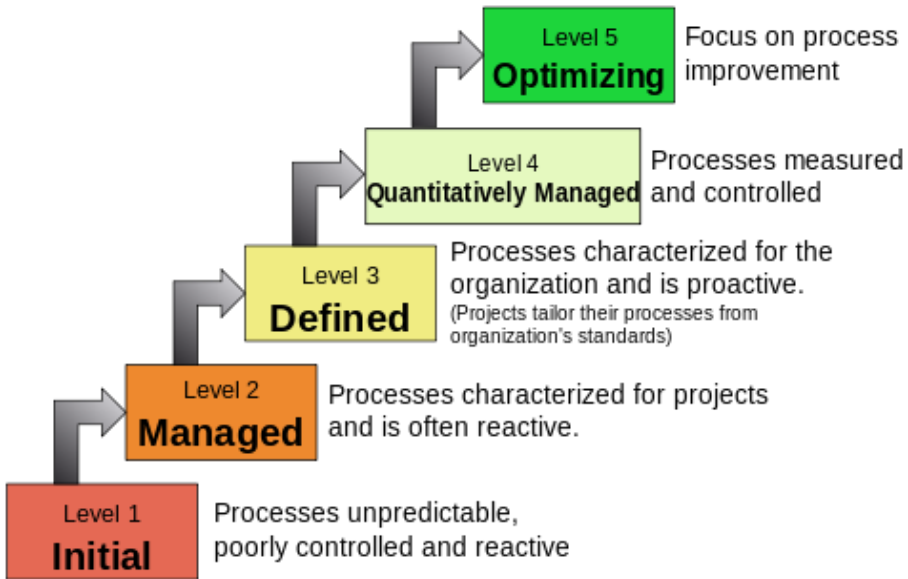 Level 5
Optimizing
Focus on process
improvement
Level 4
Quantitatively Managed
Processes measured
and controlled
Level 3
Defined
Processes characterized for the
organization and is proactive.
(Projects tailor their processes from
organization's standards)
Level 2
Managed
Processes characterized for projects
and is often reactive.
Level 1
Initial
Processes unpredictable,
poorly controlled and reactive